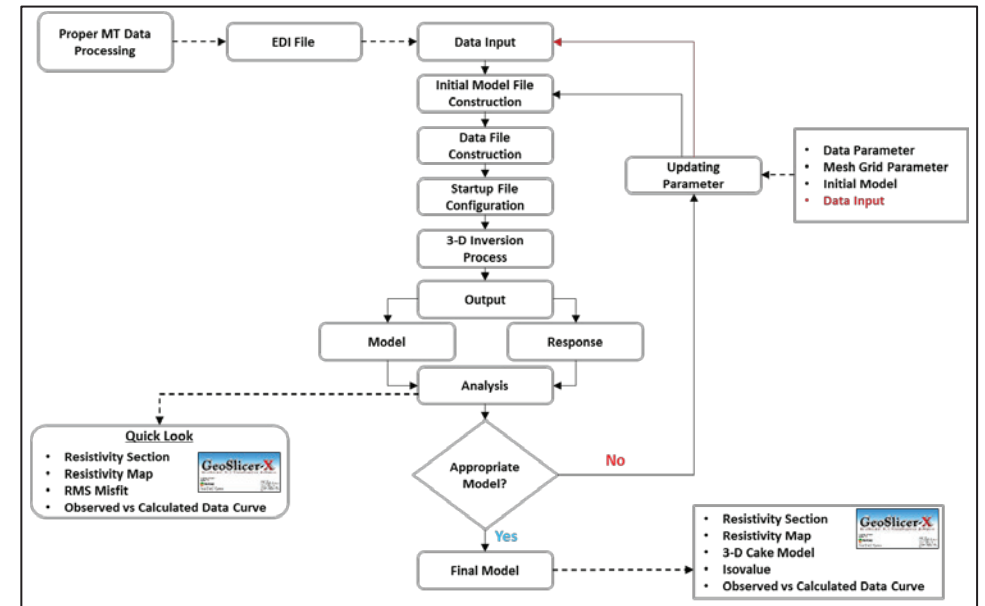 Proper MT Data
Processing
EDI File
Data Input
Initial Model File
Construction
Data File
Construction
Startup File
Configuration
3-D Inversion
Process
Output
Model
Response
Analysis
Appropriate
Model?
No
Yes
Final Model
Updating
Parameter
• Data Parameter
• Mesh Grid Parameter
• Initial Model
• Data Input
Quick Look
• Resistivity Section
• Resistivity Map
• RMS Misfit
• Observed vs Calculated Data Curve
GeoSlicer-X
• Resistivity Section
• Resistivity Map
• 3-D Cake Model
• Isovalue
• Observed vs Calculated Data Curve
GeoSlicer-X